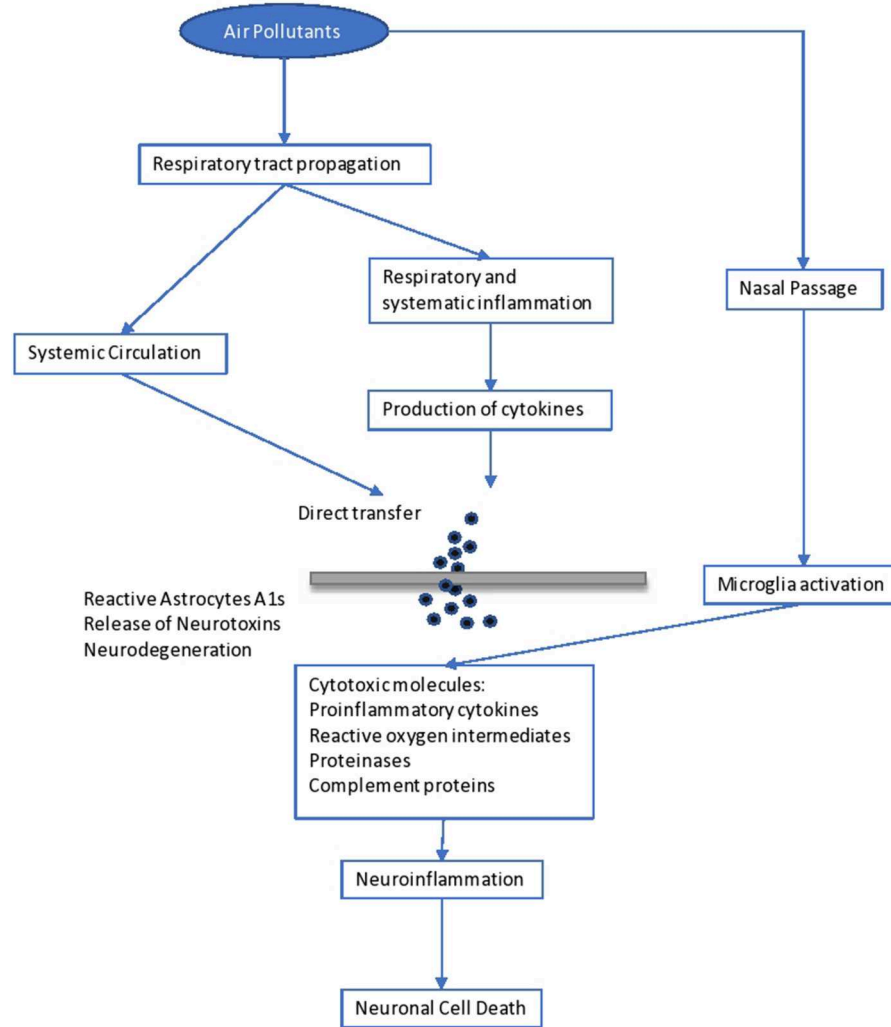 Air Pollutants
Respiratory tract propagation
Respiratory and
systematic inflammation
Nasal Passage
Systemic Circulation
Production of cytokines
Direct transfer
Microglia activation
Reactive Astrocytes A1s
Release of Neurotoxins
Neurodegeneration
Cytotoxic molecules:
Proinflammatory cytokines
Reactive oxygen intermediates
Proteinases
Complement proteins
Neuroinflammation
Neuronal Cell Death